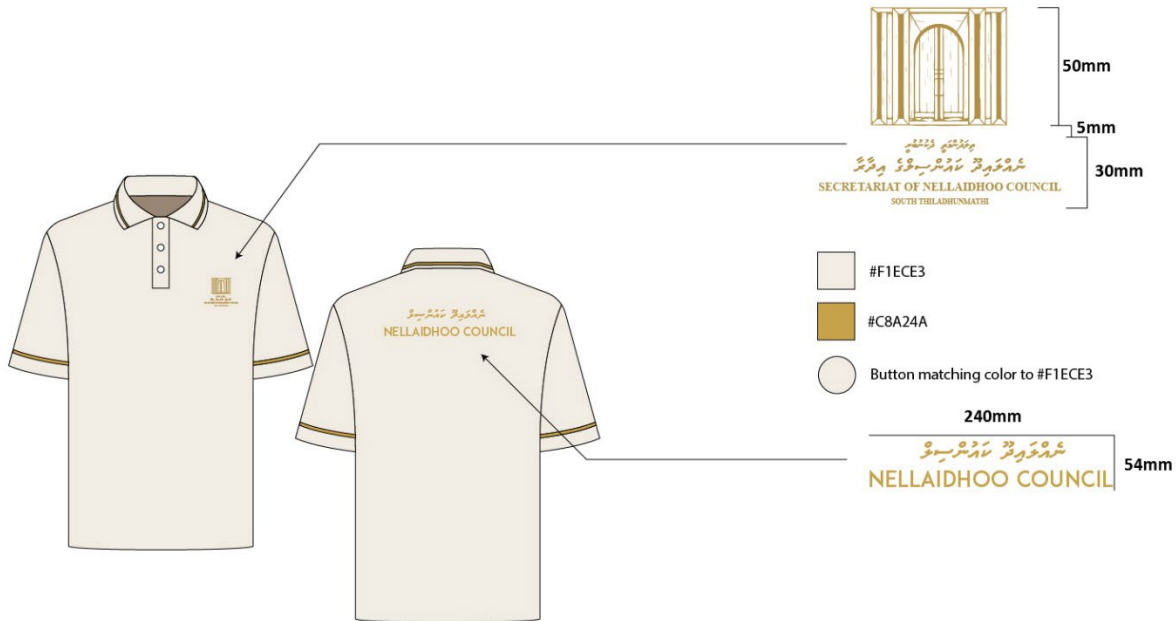 50mm
5mm
ތިލަދުންމަތީ ދެކުނުބުރީ
ނެއްލައިދޫ ކައުންސިލްގެ އިދާރާ
30mm
SECRETARIAT OF NELLAIDHOO COUNCIL
SOUTH THILADHUNMATHI
#F1ECE3
#C8A24A
Button matching color to #F1ECE3
ނެއްލައިދޫ ކައުންސިލް
NELLAIDHOO COUNCIL
240mm
ނެއްލައިދޫ ކައުންސިލް
54mm
NELLAIDHOO COUNCIL